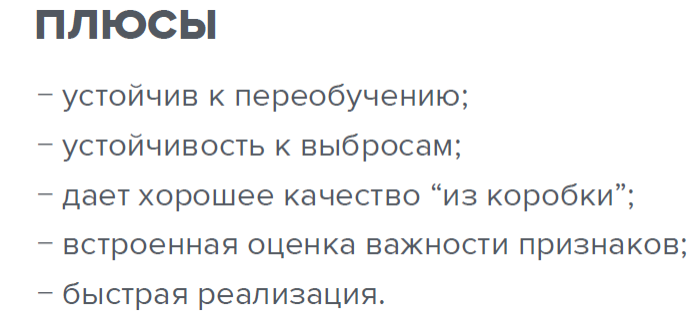 плюсы
– устойчив к переобучению;
– устойчивость к выбросам;
– дает хорошее качество “из коробки”;
– встроенная оценка важности признаков;
– быстрая реализация.